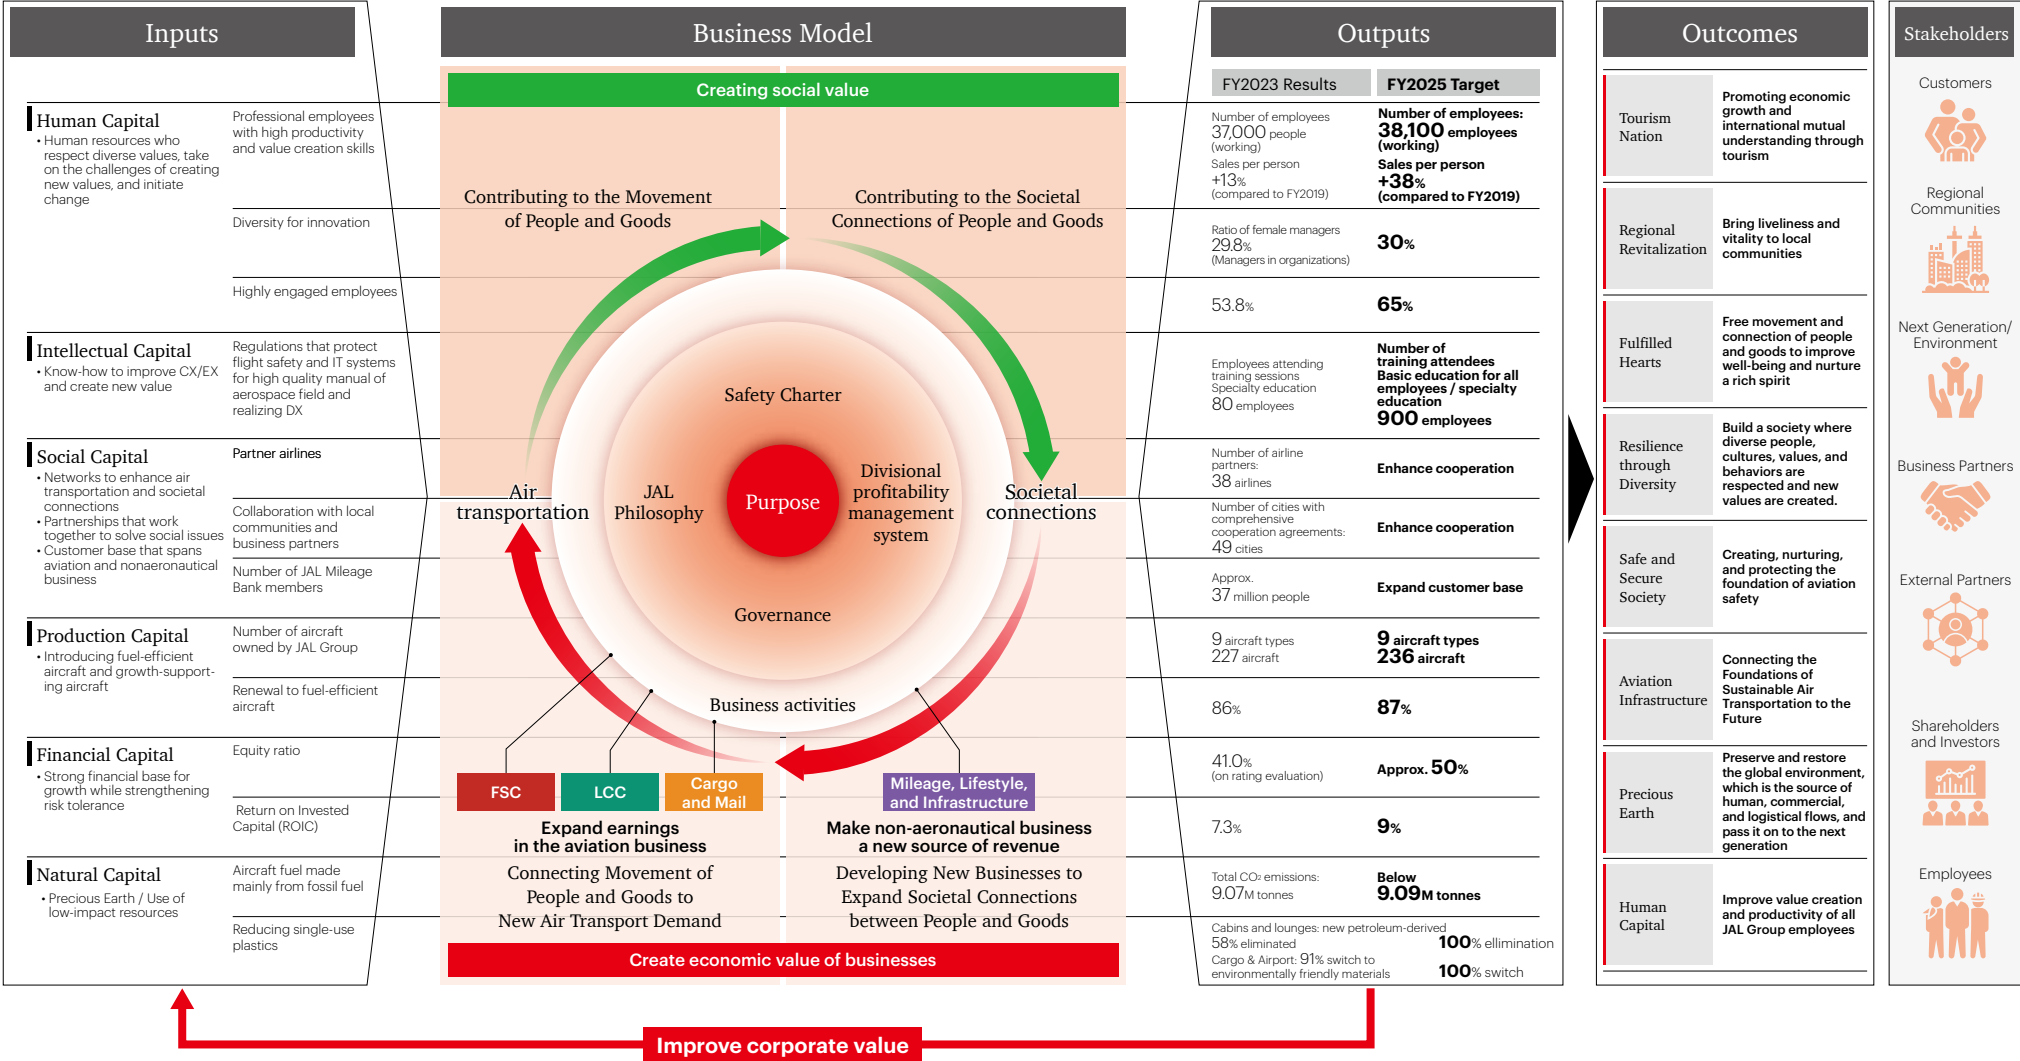 Inputs
Human Capital
• Human resources who
respect diverse values, take
on the challenges of creating
new values, and initiate
change
Professional employees
with high productivity
and value creation skills
Diversity for innovation
Highly engaged employees
Intellectual Capital
• Know-how to improve CX/EX
and create new value
Regulations that protect
flight safety and IT systems
for high quality manual of
aerospace field and
realizing DX
Social Capital
• Networks to enhance air
transportation and societal
connections
• Partnerships that work
together to solve social issues
• Customer base that spans
aviation and nonaeronautical
business
Partner airlines
Collaboration with local
communities and
business partners
Number of JAL Mileage
Bank members
Production Capital
• Introducing fuel-efficient
aircraft and growth-support-
ing aircraft
Number of aircraft
owned by JAL Group
Renewal to fuel-efficient
aircraft
Financial Capital
• Strong financial base for
growth while strengthening
risk tolerance
Equity ratio
Return on Invested
Capital (ROIC)
Natural Capital
• Precious Earth / Use of
low-impact resources
Aircraft fuel made
mainly from fossil fuel
Reducing single-use
plastics
Business Model
Creating social value
Contributing to the Movement
of People and Goods
Contributing to the Societal
Connections of People and Goods
Safety Charter
Air
transportation
JAL
Philosophy
Purpose
Divisional
profitability
management
system
Societal
connections
Governance
Business activities
FSC
LCC
Cargo
and Mail
Mileage, Lifestyle,
and Infrastructure
Expand earnings
in the aviation business
Connecting Movement of
People and Goods to
New Air Transport Demand
Make non-aeronautical business
a new source of revenue
Developing New Businesses to
Expand Societal Connections
between People and Goods
Create economic value of businesses
Outputs
FY2023 Results
FY2025 Target
Number of employees
37,000 people
(working)
Sales per person
+13%
(compared to FY2019)
Number of employees:
38,100 employees
(working)
Sales per person
+38%
(compared to FY2019)
Ratio of female managers
29.8%
(Managers in organizations)
30%
53.8%
65%
Employees attending
training sessions
Specialty education
80 employees
Number of
training attendees
Basic education for all
employees / specialty
education
900 employees
Number of airline
partners:
38 airlines
Enhance cooperation
Number of cities with
comprehensive
cooperation agreements:
49 cities
Enhance cooperation
Approx.
37 million people
Expand customer base
9 aircraft types
227 aircraft
9 aircraft types
236 aircraft
86%
87%
41.0%
(on rating evaluation)
Approx. 50%
7.3%
9%
Total CO2 emissions:
9.07M tonnes
Below
9.09M tonnes
Cabins and lounges: new petroleum-derived
58% eliminated
100% ellimination
Cargo & Airport: 91% switch to
environmentally friendly materials
100% switch
Outcomes
Tourism
Nation
Promoting economic
growth and
international mutual
understanding through
tourism
Regional
Revitalization
Bring liveliness and
vitality to local
communities
Fulfilled
Hearts
Free movement and
connection of people
and goods to improve
well-being and nurture
a rich spirit
Resilience
through
Diversity
Build a society where
diverse people,
cultures, values, and
behaviors are
respected and new
values are created.
Safe and
Secure
Society
Creating, nurturing,
and protecting the
foundation of aviation
safety
Aviation
Infrastructure
Connecting the
Foundations of
Sustainable Air
Transportation to the
Future
Precious
Earth
Preserve and restore
the global environment,
which is the source of
human, commercial,
and logistical flows, and
pass it on to the next
generation
Human
Capital
Improve value creation
and productivity of all
JAL Group employees
Stakeholders
Customers
Regional
Communities
Next Generation/
Environment
Business Partners
External Partners
Shareholders
and Investors
Employees
Improve corporate value